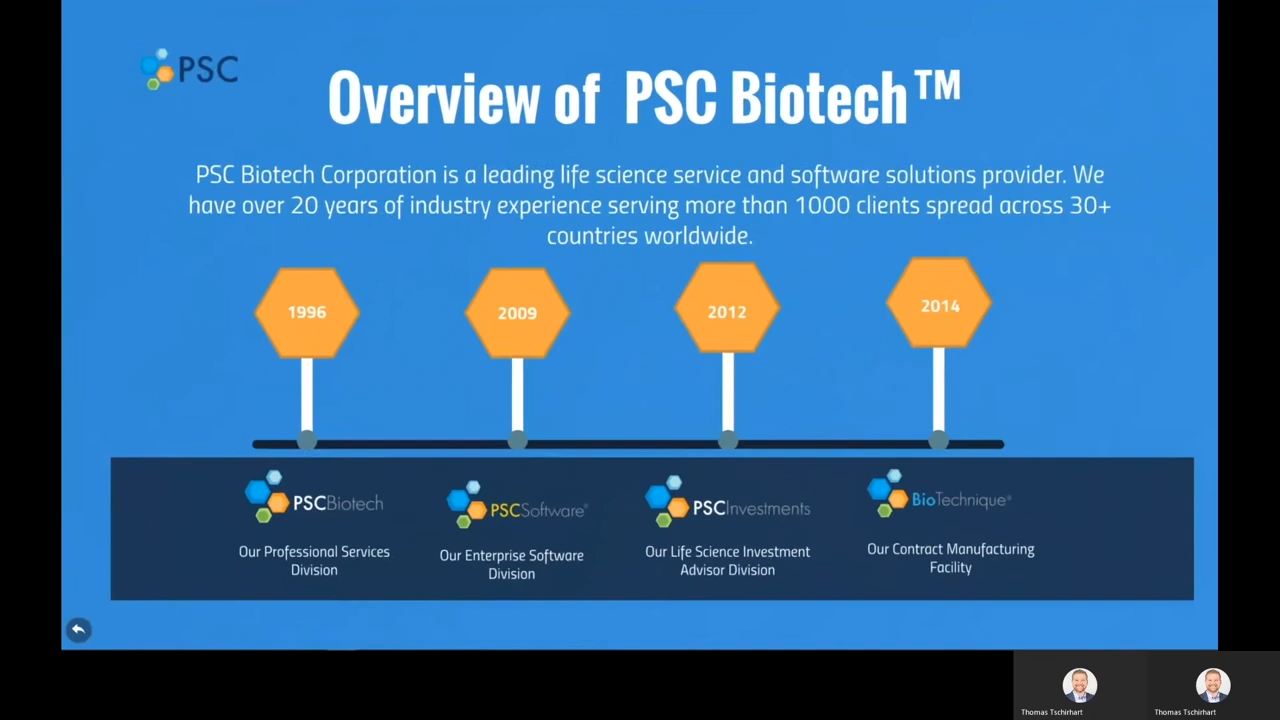 PSC
Overview of PSC Biotech™
PSC Biotech Corporation is a leading life science service and software solutions provider. We
have over 20 years of industry experience serving more than 1000 clients spread across 30+
countries worldwide.
1996
2009
2012
2014
PSCBiotech
Our Professional Services
Division
PSCSoftware®
Our Enterprise Software
Division
PSCInvestments
Our Life Science Investment
Advisor Division
BioTechnique®
Our Contract Manufacturing
Facility
Thomas Tschirhart
Thomas Tschirhart